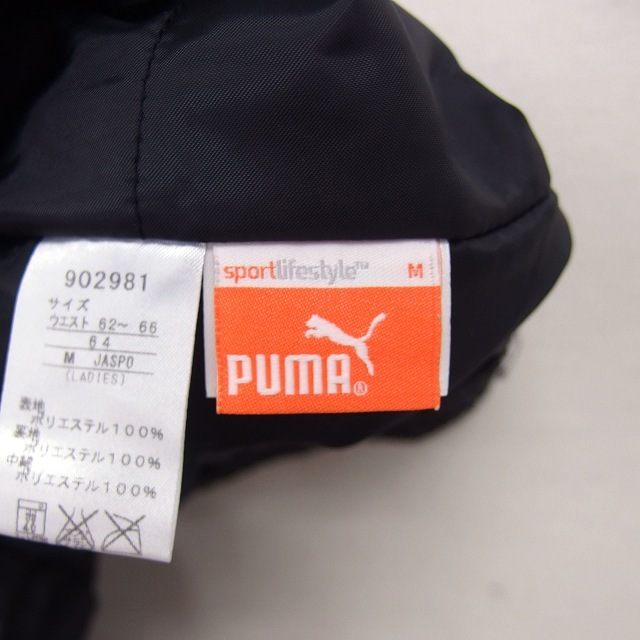 902981
サイズ
ウエスト 62～ 66
64
M JASPO
(LADIES)
表地
ポリエステル100%
裏地
ポリエステル100%
中綿
ポリエステル100%
sportlifestyle™ M
PUMA®